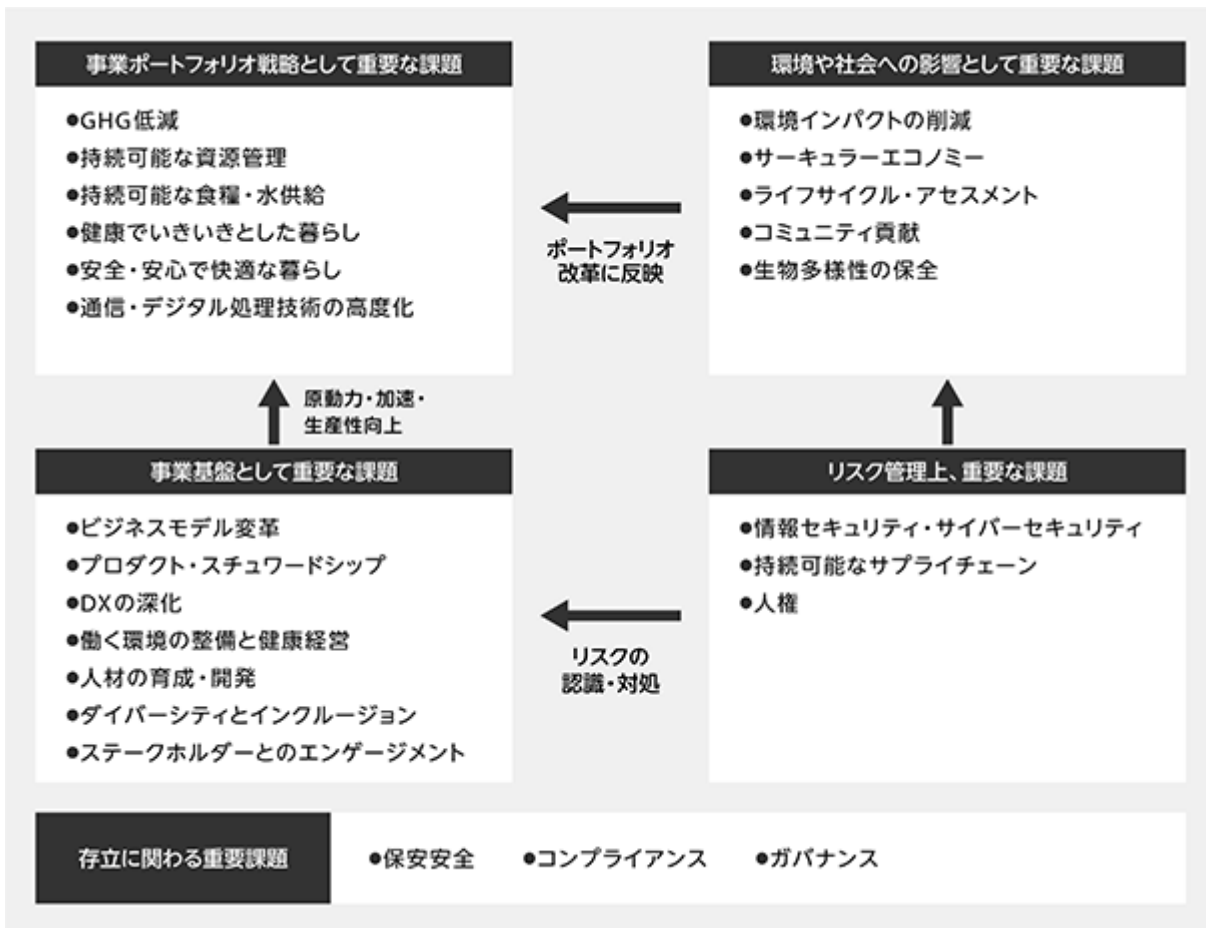 事業ポートフォリオ戦略として重要な課題
●GHG低減
●持続可能な資源管理
●持続可能な食糧・水供給
●健康でいきいきとした暮らし
●安全・安心で快適な暮らし
●通信・デジタル処理技術の高度化
ポートフォリオ
改革に反映
環境や社会への影響として重要な課題
●環境インパクトの削減
●サーキュラーエコノミー
●ライフサイクル・アセスメント
●コミュニティ貢献
●生物多様性の保全
原動力・加速・
生産性向上
事業基盤として重要な課題
●ビジネスモデル変革
●プロダクト・スチュワードシップ
●DXの深化
●働く環境の整備と健康経営
●人材の育成・開発
●ダイバーシティとインクルージョン
●ステークホルダーとのエンゲージメント
リスクの
認識・対処
リスク管理上、重要な課題
●情報セキュリティ・サイバーセキュリティ
●持続可能なサプライチェーン
●人権
存立に関わる重要課題
●保安安全
●コンプライアンス
●ガバナンス